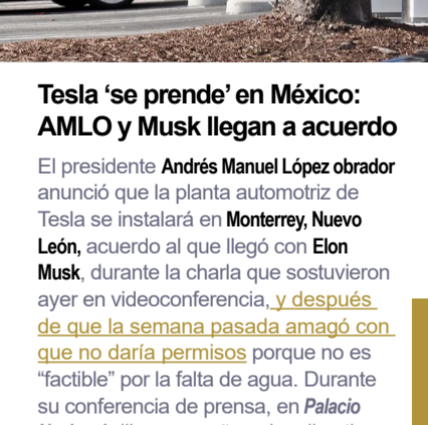 Tesla ‘se prende’ en México:
AMLO y Musk llegan a acuerdo
El presidente Andrés Manuel López obrador
anunció que la planta automotriz de
Tesla se instalará en Monterrey, Nuevo
León, acuerdo al que llegó con Elon
Musk, durante la charla que sostuvieron
ayer en videoconferencia, y después
de que la semana pasada amagó con
que no daría permisos porque no es
“factible” por la falta de agua. Durante
su conferencia de prensa, en Palacio